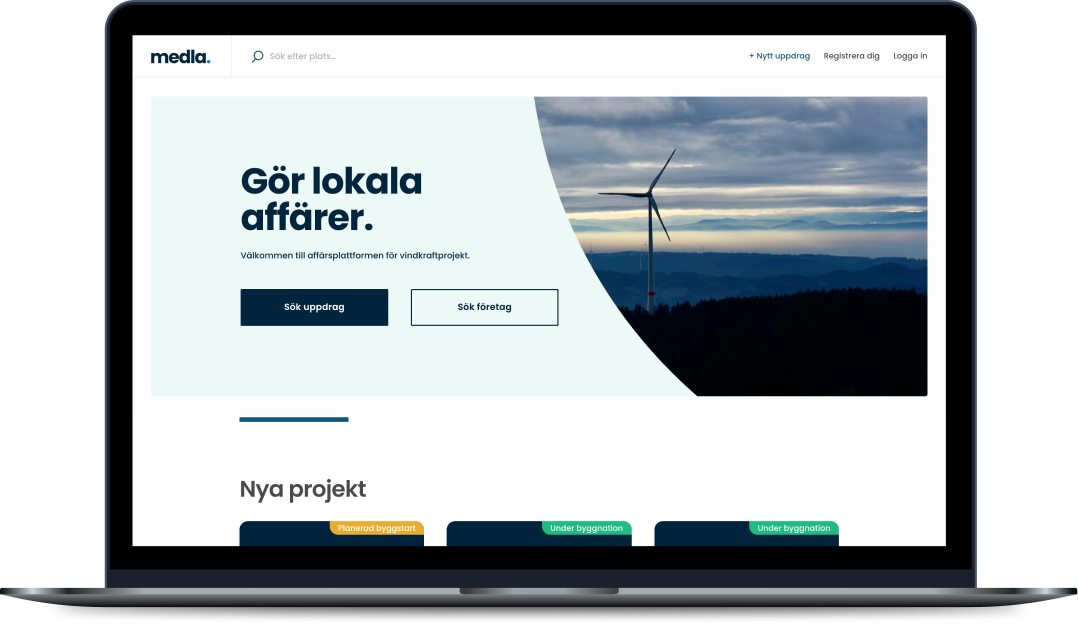 medla.
Sök efter plats...
+ Nytt uppdrag
Registrera dig
Logga in
Gör lokala
affärer.
Välkommen till affärsplattformen för vindkraftprojekt.
Sök uppdrag
Sök företag
Nya projekt
Planerad byggstart
Under byggnation
Under byggnation